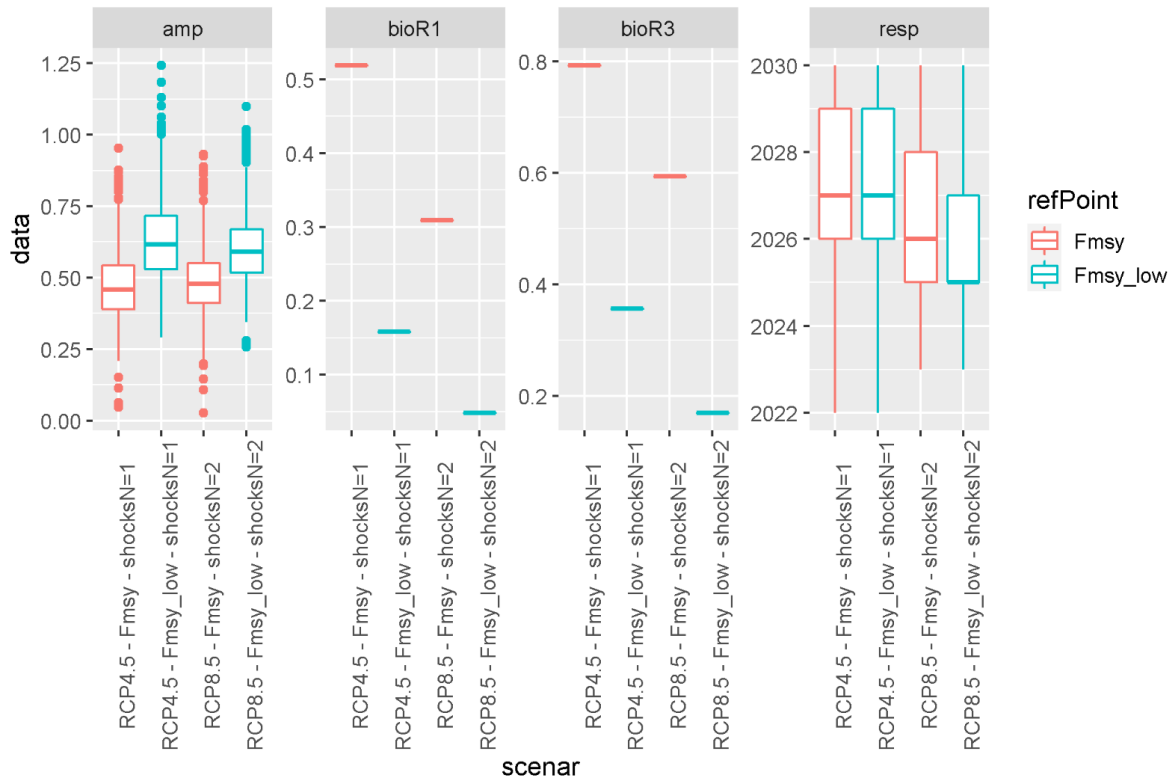 amp
bioR1
bioR3
resp
data
1.25
1.00
0.75
0.50
0.25
0.00
0.5
0.4
0.3
0.2
0.1
0.8
0.6
0.4
0.2
2030
2028
2026
2024
2022
RCP4.5 - Fmsy - shocksN=1
RCP4.5 - Fmsy_low - shocksN=1
RCP8.5 - Fmsy - shocksN=2
RCP8.5 - Fmsy_low - shocksN=2
RCP4.5 - Fmsy - shocksN=1
RCP4.5 - Fmsy_low - shocksN=1
RCP8.5 - Fmsy - shocksN=2
RCP8.5 - Fmsy_low - shocksN=2
RCP4.5 - Fmsy - shocksN=1
RCP4.5 - Fmsy_low - shocksN=1
RCP8.5 - Fmsy - shocksN=2
RCP8.5 - Fmsy_low - shocksN=2
RCP4.5 - Fmsy - shocksN=1
RCP4.5 - Fmsy_low - shocksN=1
RCP8.5 - Fmsy - shocksN=2
RCP8.5 - Fmsy_low - shocksN=2
scenar
refPoint
Fmsy
Fmsy_low